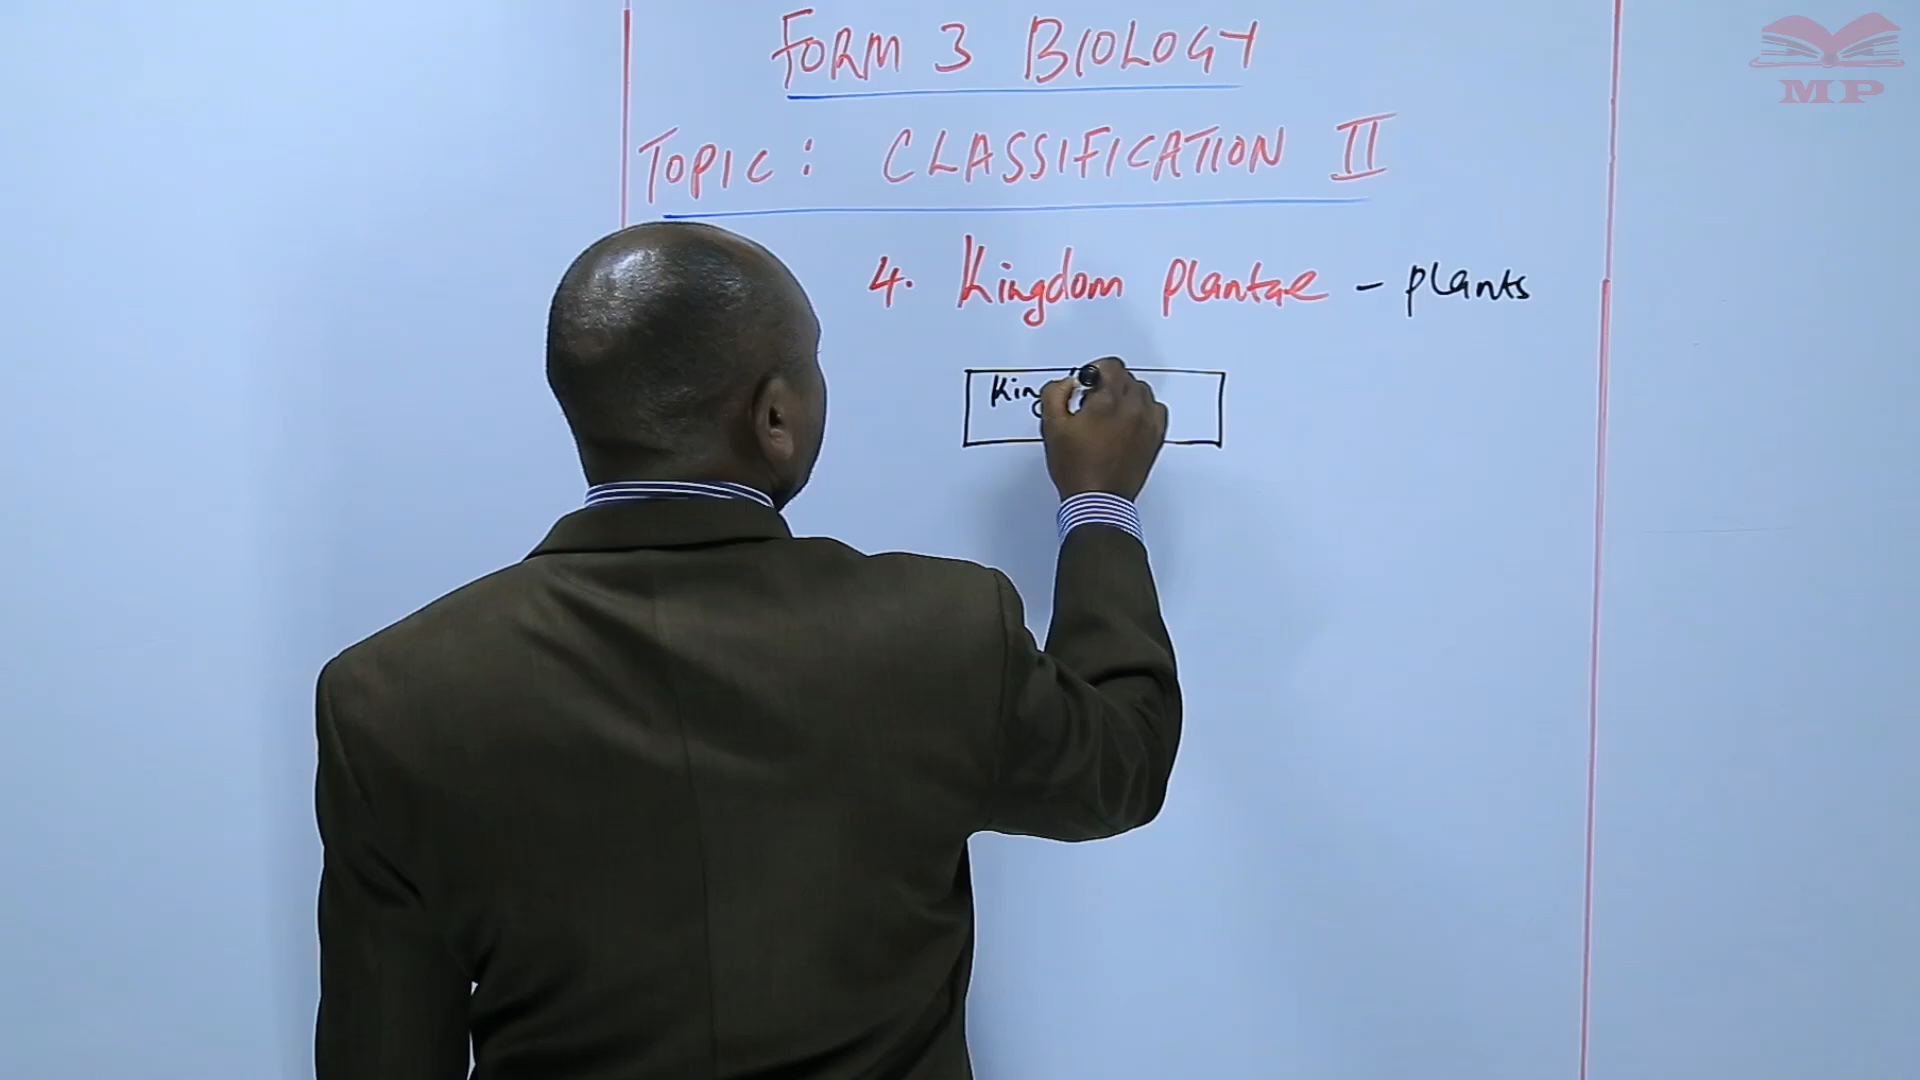 MP
FORM 3 BIOLOGY
TOPIC: CLASSIFICATION II
4. Kingdom plantae - plants